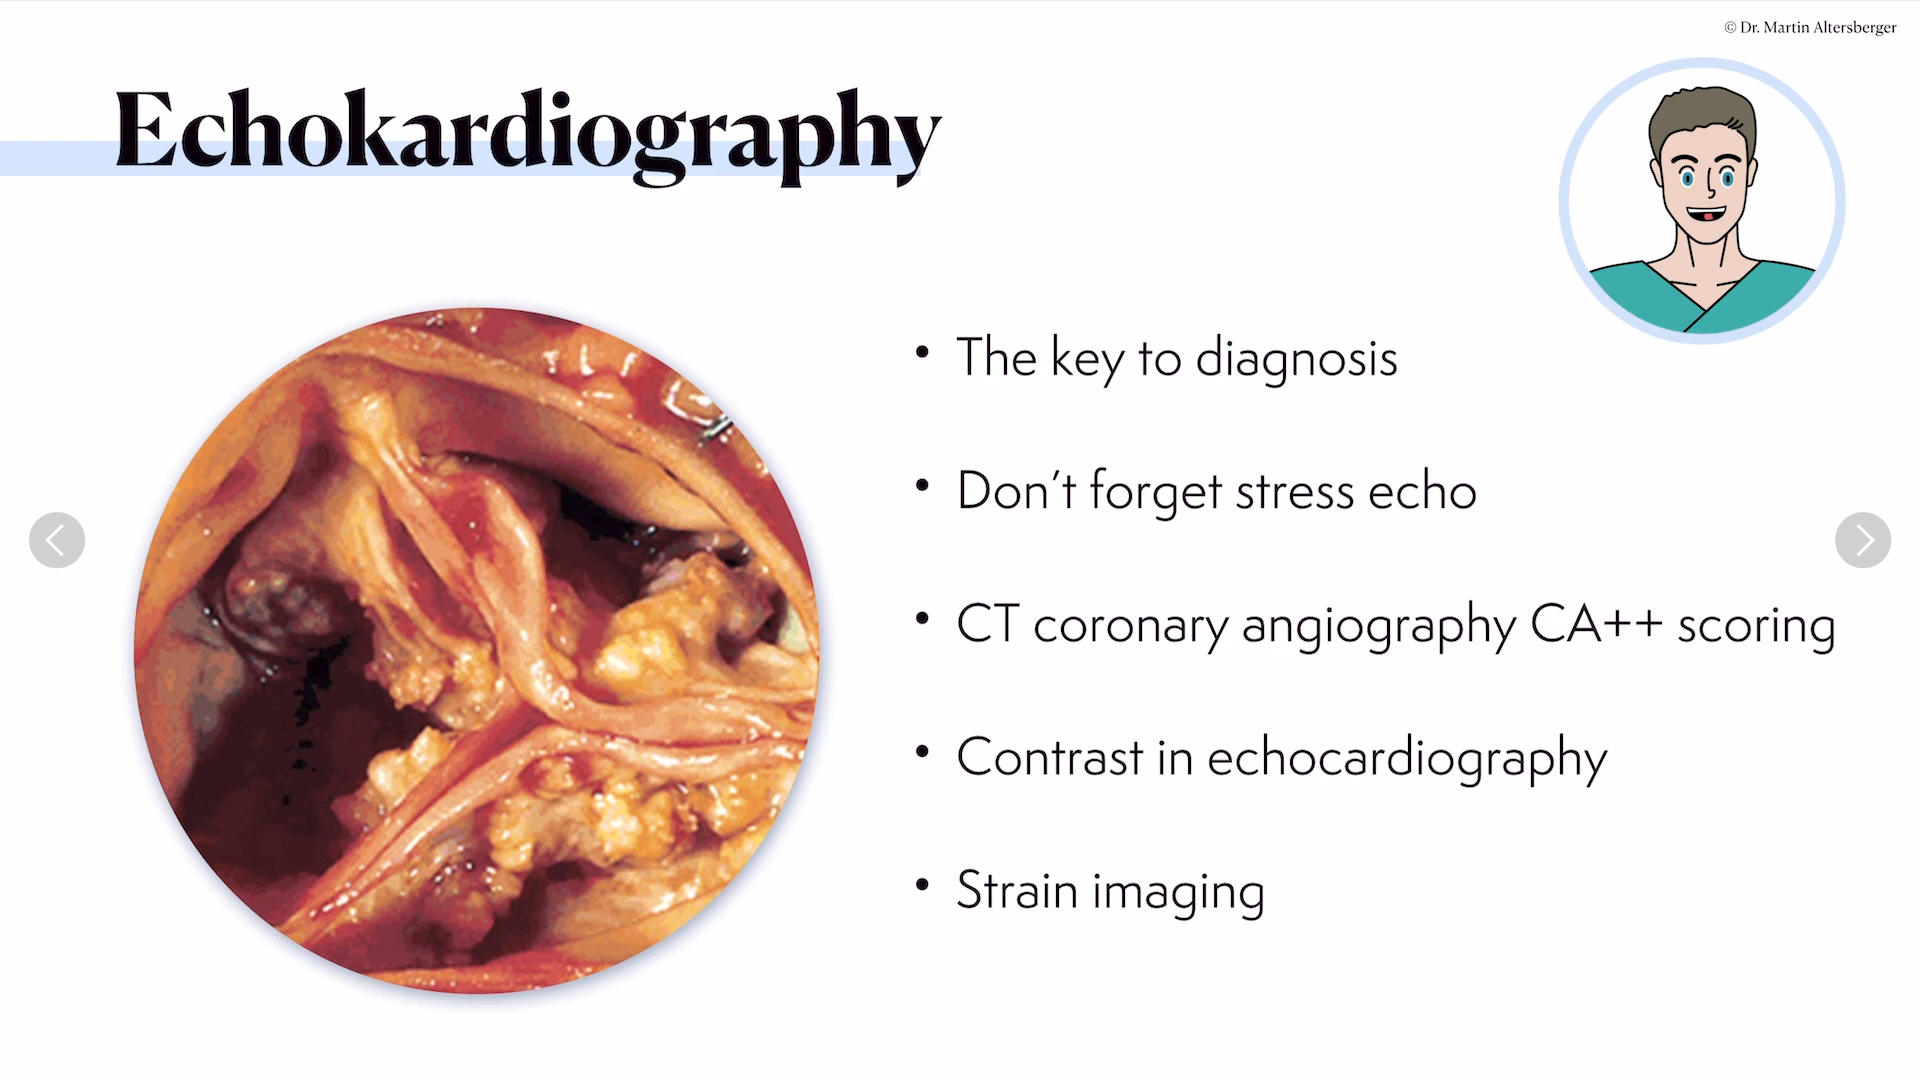 © Dr. Martin Altersberger
Echokardiography
• The key to diagnosis
• Don’t forget stress echo
• CT coronary angiography CA++ scoring
• Contrast in echocardiography
• Strain imaging